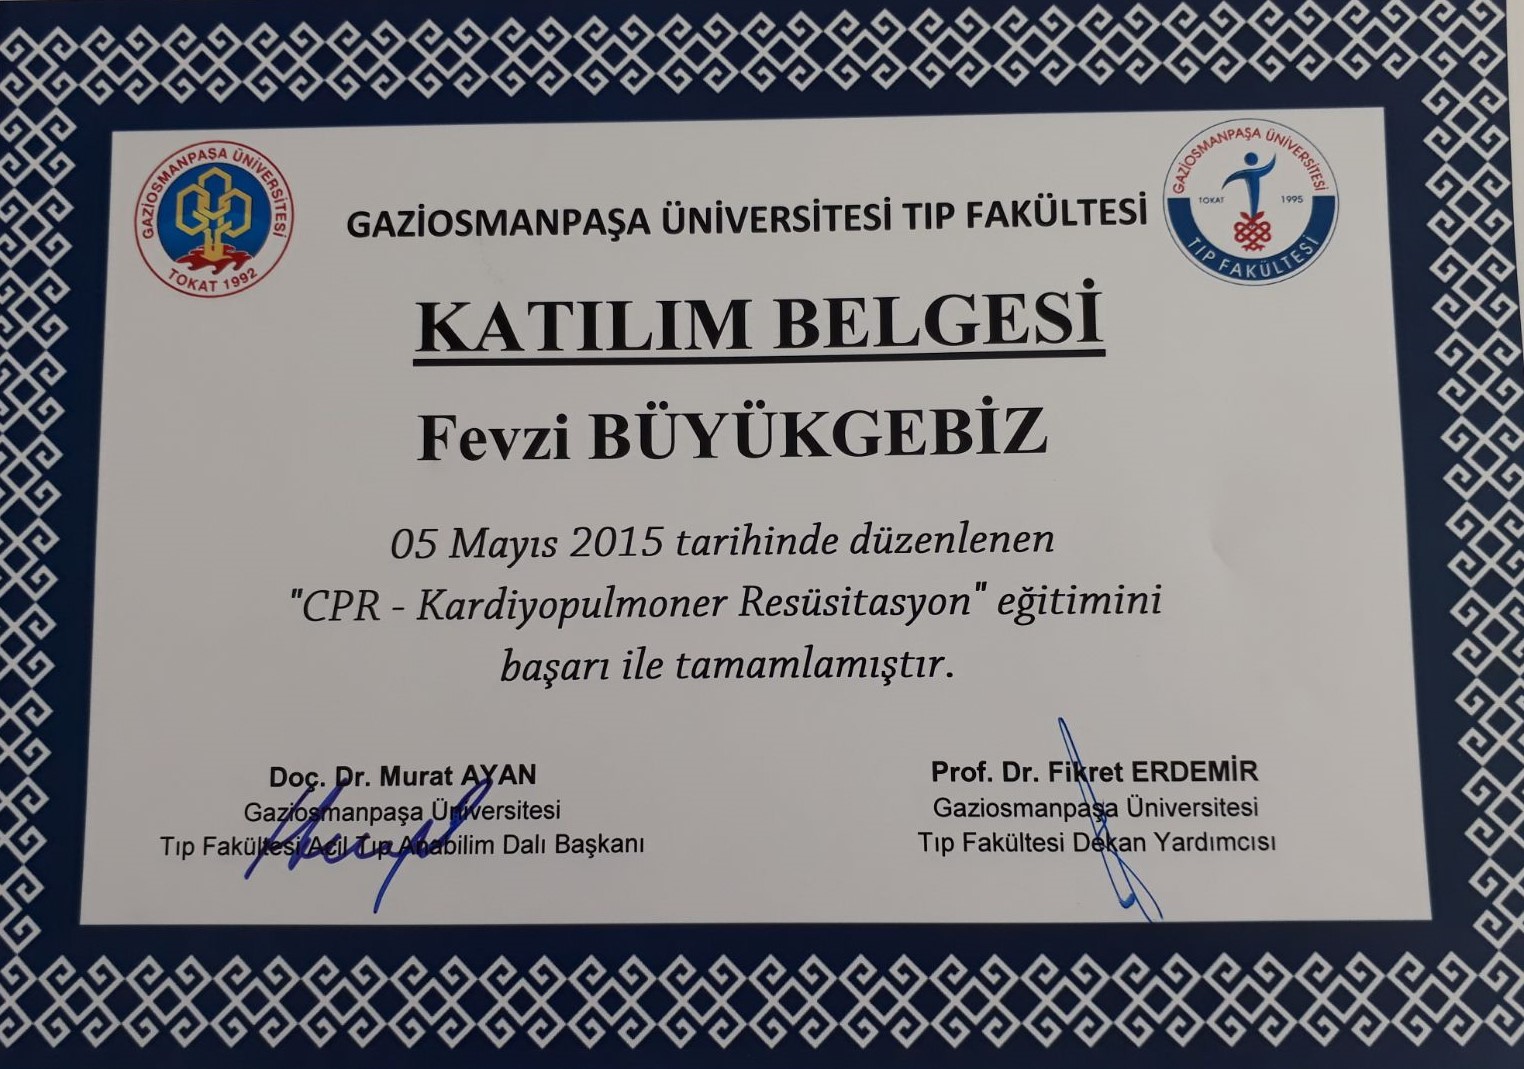 GAZİOSMANPAŞA ÜNİVERSİTESİ
TOKAT 1992
GAZİOSMANPAŞA ÜNİVERSİTESİ TIP FAKÜLTESİ
GAZİOSMANPAŞA ÜNİVERSİTESİ
TOKAT 1995
TIP FAKÜLTESİ
KATILIM BELGESİ
Fevzi BÜYÜKGEBİZ
05 Mayıs 2015 tarihinde düzenlenen
"CPR - Kardiyopulmoner Resüsitasyon" eğitimini
başarı ile tamamlamıştır.
Doç. Dr. Murat AYAN
Gaziosmanpaşa Üniversitesi
Tıp Fakültesi Acil Tıp Anabilim Dalı Başkanı
Prof. Dr. Fikret ERDEMİR
Gaziosmanpaşa Üniversitesi
Tıp Fakültesi Dekan Yardımcısı